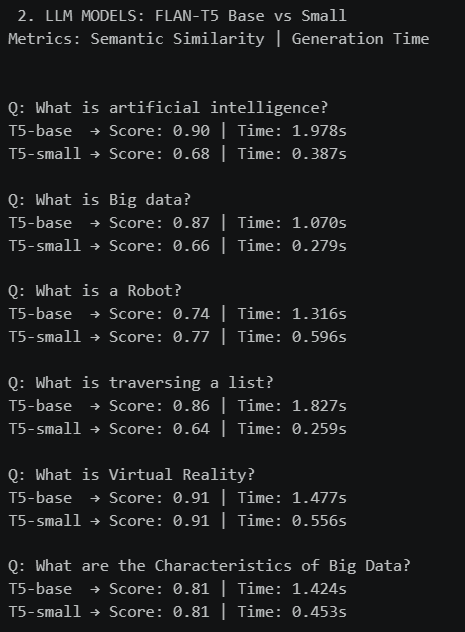 2. LLM MODELS: FLAN-T5 Base vs Small
Metrics: Semantic Similarity | Generation Time
Q: What is artificial intelligence?
T5-base → Score: 0.90 | Time: 1.978s
T5-small → Score: 0.68 | Time: 0.387s
Q: What is Big data?
T5-base → Score: 0.87 | Time: 1.070s
T5-small → Score: 0.66 | Time: 0.279s
Q: What is a Robot?
T5-base → Score: 0.74 | Time: 1.316s
T5-small → Score: 0.77 | Time: 0.596s
Q: What is traversing a list?
T5-base → Score: 0.86 | Time: 1.827s
T5-small → Score: 0.64 | Time: 0.259s
Q: What is Virtual Reality?
T5-base → Score: 0.91 | Time: 1.477s
T5-small → Score: 0.91 | Time: 0.556s
Q: What are the Characteristics of Big Data?
T5-base → Score: 0.81 | Time: 1.424s
T5-small → Score: 0.81 | Time: 0.453s